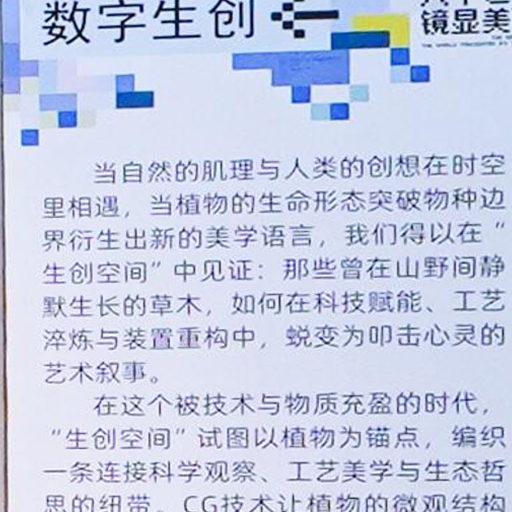 数字生创
镜显美
当自然的肌理与人类的创想在时空
里相遇，当植物的生命形态突破物种边
界衍生出新的美学语言，我们得以在“
生创空间”中见证：那些曾在山野间静
默生长的草木，如何在科技赋能、工艺
淬炼与装置重构中，蜕变为叩击心灵的
艺术叙事。
在这个被技术与物质充盈的时代，
“生创空间”试图以植物为锚点，编织
一条连接科学观察、工艺美学与生态哲
思的纽带。CG技术让植物的微观结构